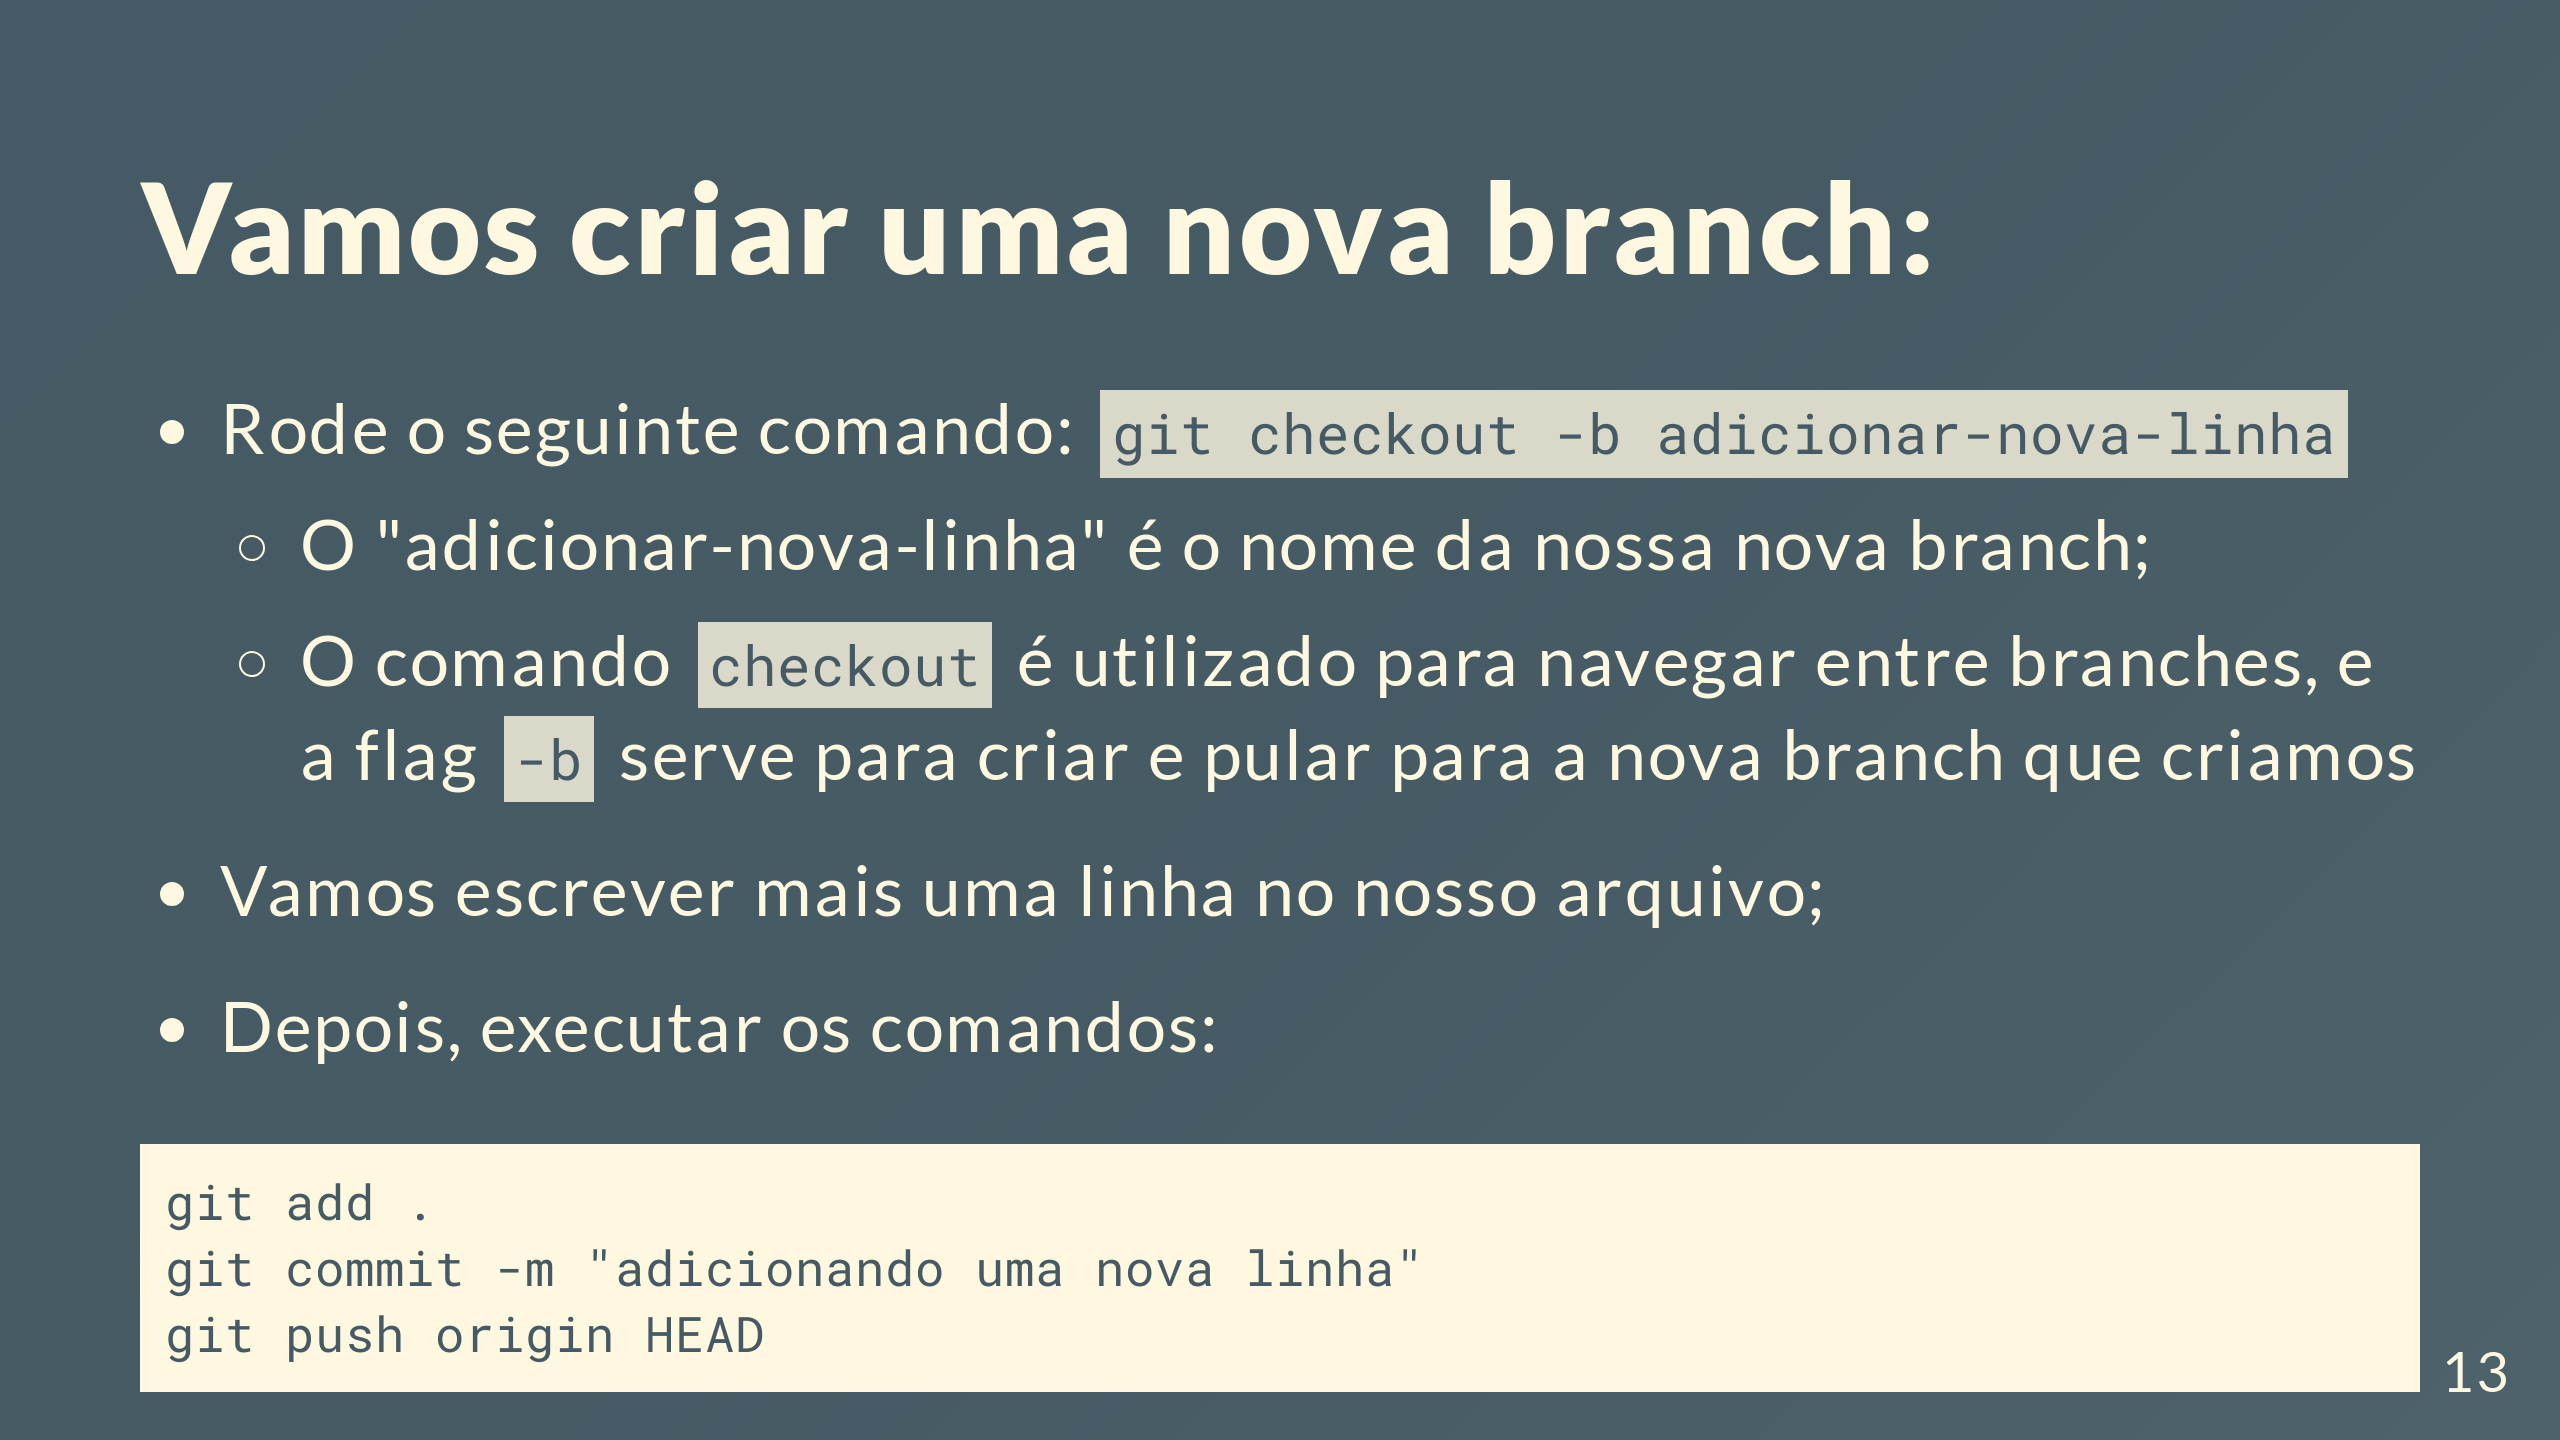 Vamos criar uma nova branch:
• Rode o seguinte comando: git checkout -b adicionar-nova-linha
○ O "adicionar-nova-linha" é o nome da nossa nova branch;
○ O comando checkout é utilizado para navegar entre branches, e
a flag -b serve para criar e pular para a nova branch que criamos
• Vamos escrever mais uma linha no nosso arquivo;
• Depois, executar os comandos:
git add .
git commit -m "adicionando uma nova linha"
git push origin HEAD
13